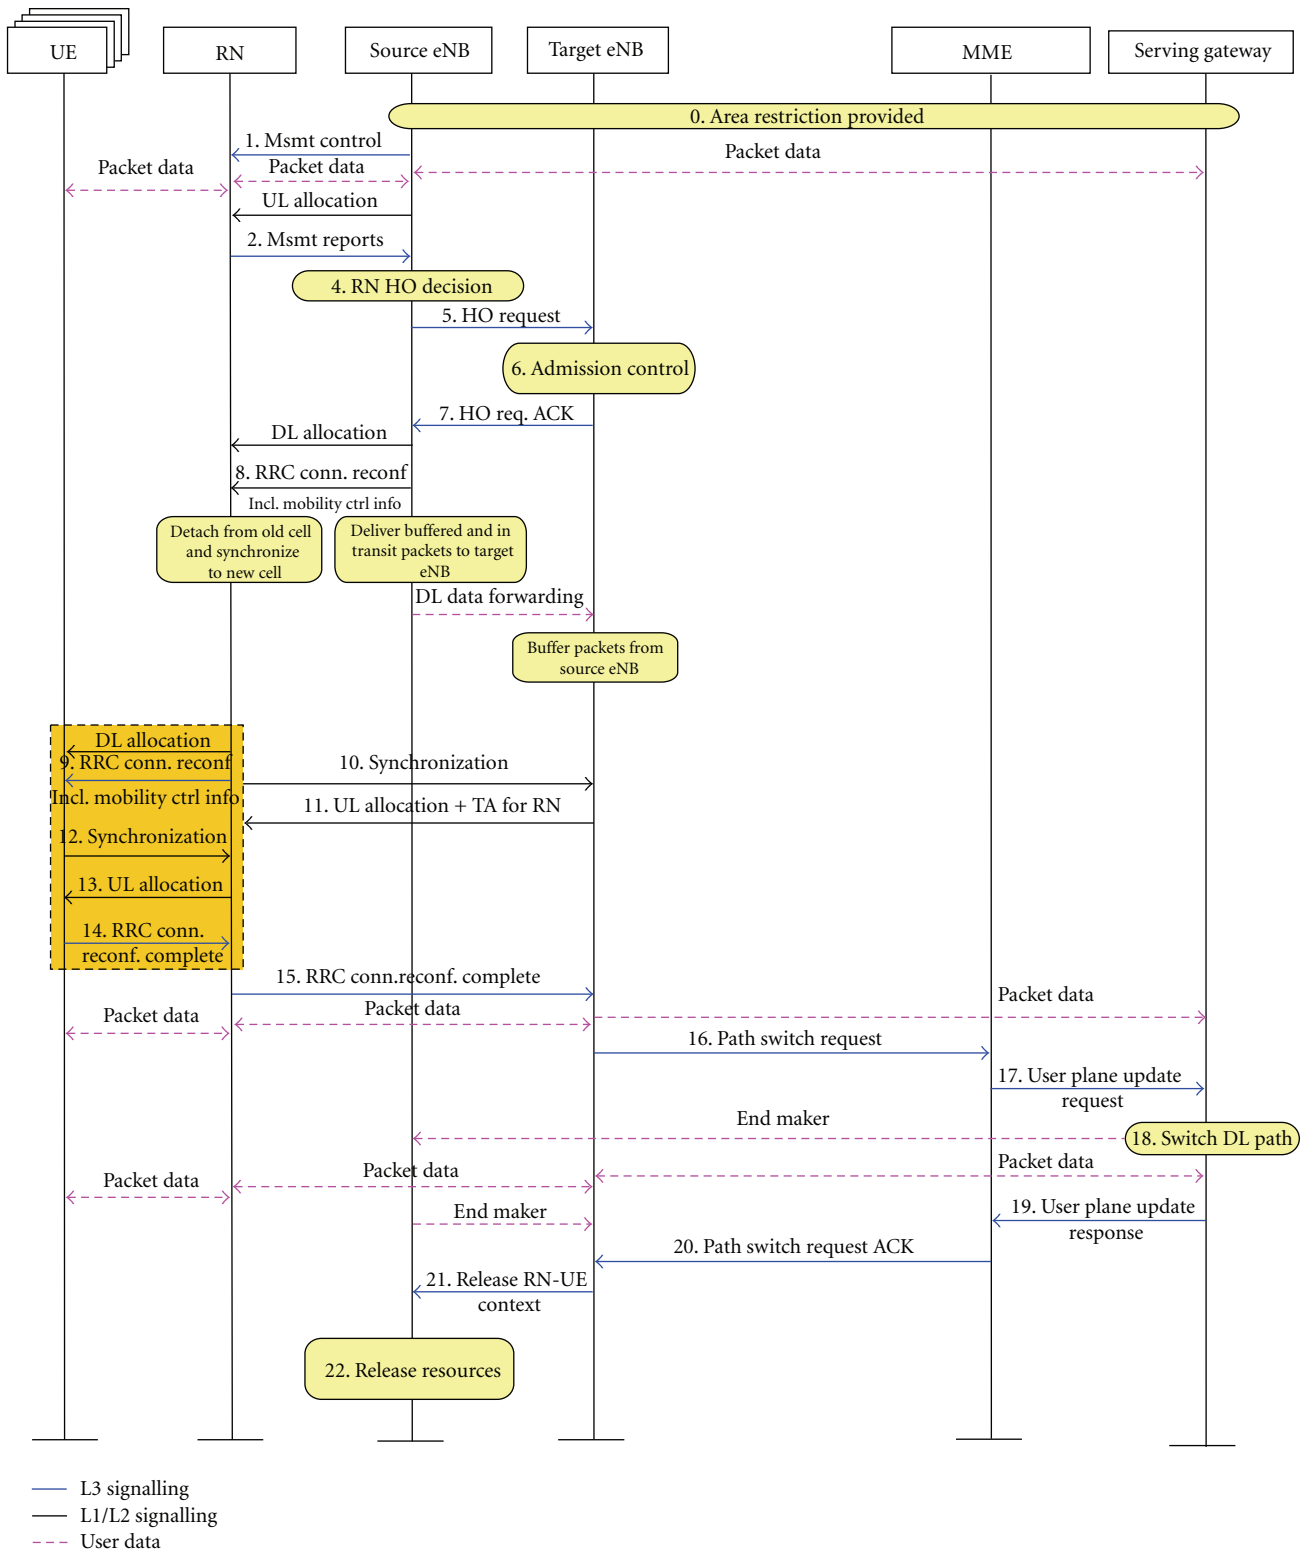 UE
RN
Source eNB
Target eNB
MME
Serving gateway
0. Area restriction provided
1. Msmt control
Packet data
Packet data
Packet data
UL allocation
2. Msmt reports
4. RN HO decision
5. HO request
6. Admission control
7. HO req. ACK
DL allocation
8. RRC conn. reconf
Incl. mobility ctrl info
Detach from old cell
and synchronize
to new cell
Deliver buffered and in
transit packets to target
eNB
DL data forwarding
Buffer packets from
source eNB
DL allocation
9. RRC conn. reconf
Incl. mobility ctrl info
10. Synchronization
11. UL allocation + TA for RN
12. Synchronization
13. UL allocation
14. RRC conn.
reconf. complete
15. RRC conn.reconf. complete
Packet data
Packet data
Packet data
16. Path switch request
17. User plane update
request
End maker
18. Switch DL path
Packet data
Packet data
Packet data
19. User plane update
response
End maker
20. Path switch request ACK
21. Release RN-UE
context
22. Release resources
L3 signalling
L1/L2 signalling
User data